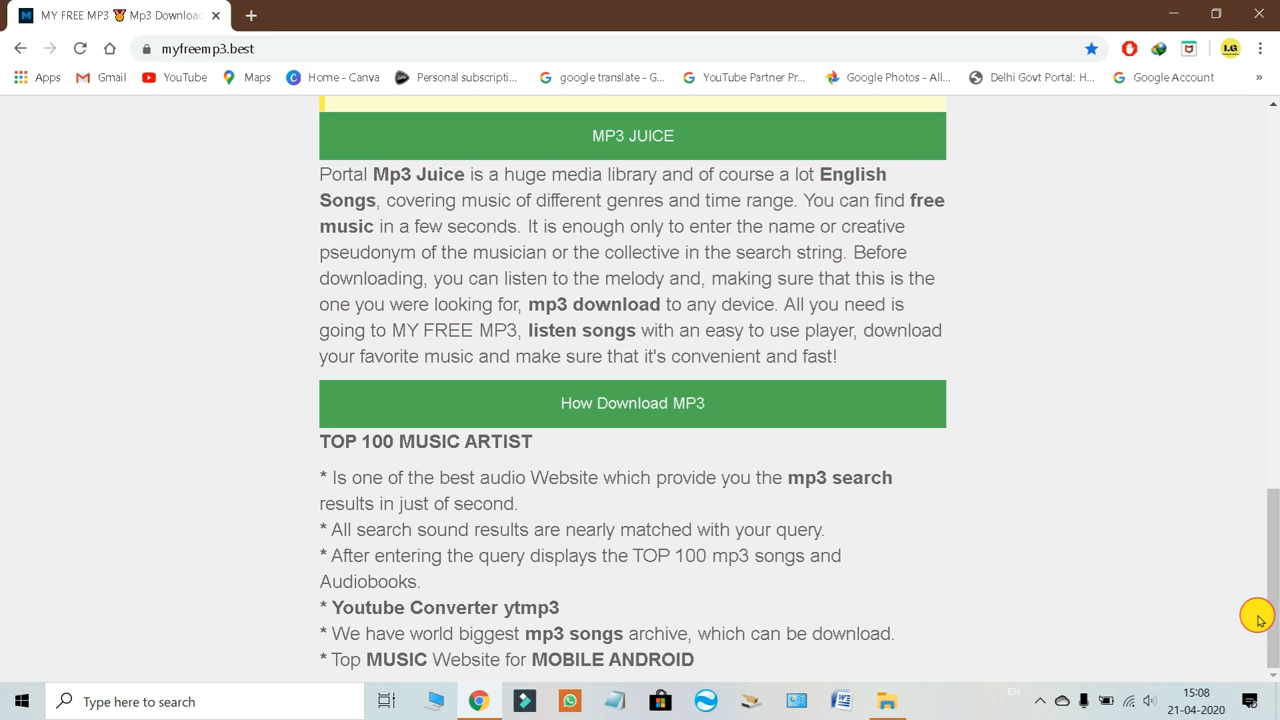 MY FREE MP3 🏅 Mp3 Download
myfreemp3.best
LG
Apps
Gmail
YouTube
Maps
Home - Canva
Personal subscripti...
google translate - G...
YouTube Partner Pr...
Google Photos - All...
Delhi Govt Portal: H...
Google Account
»
MP3 JUICE
Portal Mp3 Juice is a huge media library and of course a lot English
Songs, covering music of different genres and time range. You can find free
music in a few seconds. It is enough only to enter the name or creative
pseudonym of the musician or the collective in the search string. Before
downloading, you can listen to the melody and, making sure that this is the
one you were looking for, mp3 download to any device. All you need is
going to MY FREE MP3, listen songs with an easy to use player, download
your favorite music and make sure that it's convenient and fast!
How Download MP3
TOP 100 MUSIC ARTIST
* Is one of the best audio Website which provide you the mp3 search
results in just of second.
* All search sound results are nearly matched with your query.
* After entering the query displays the TOP 100 mp3 songs and
Audiobooks.
* Youtube Converter ytmp3
* We have world biggest mp3 songs archive, which can be download.
* Top MUSIC Website for MOBILE ANDROID
Type here to search
EN
15:08
21-04-2020